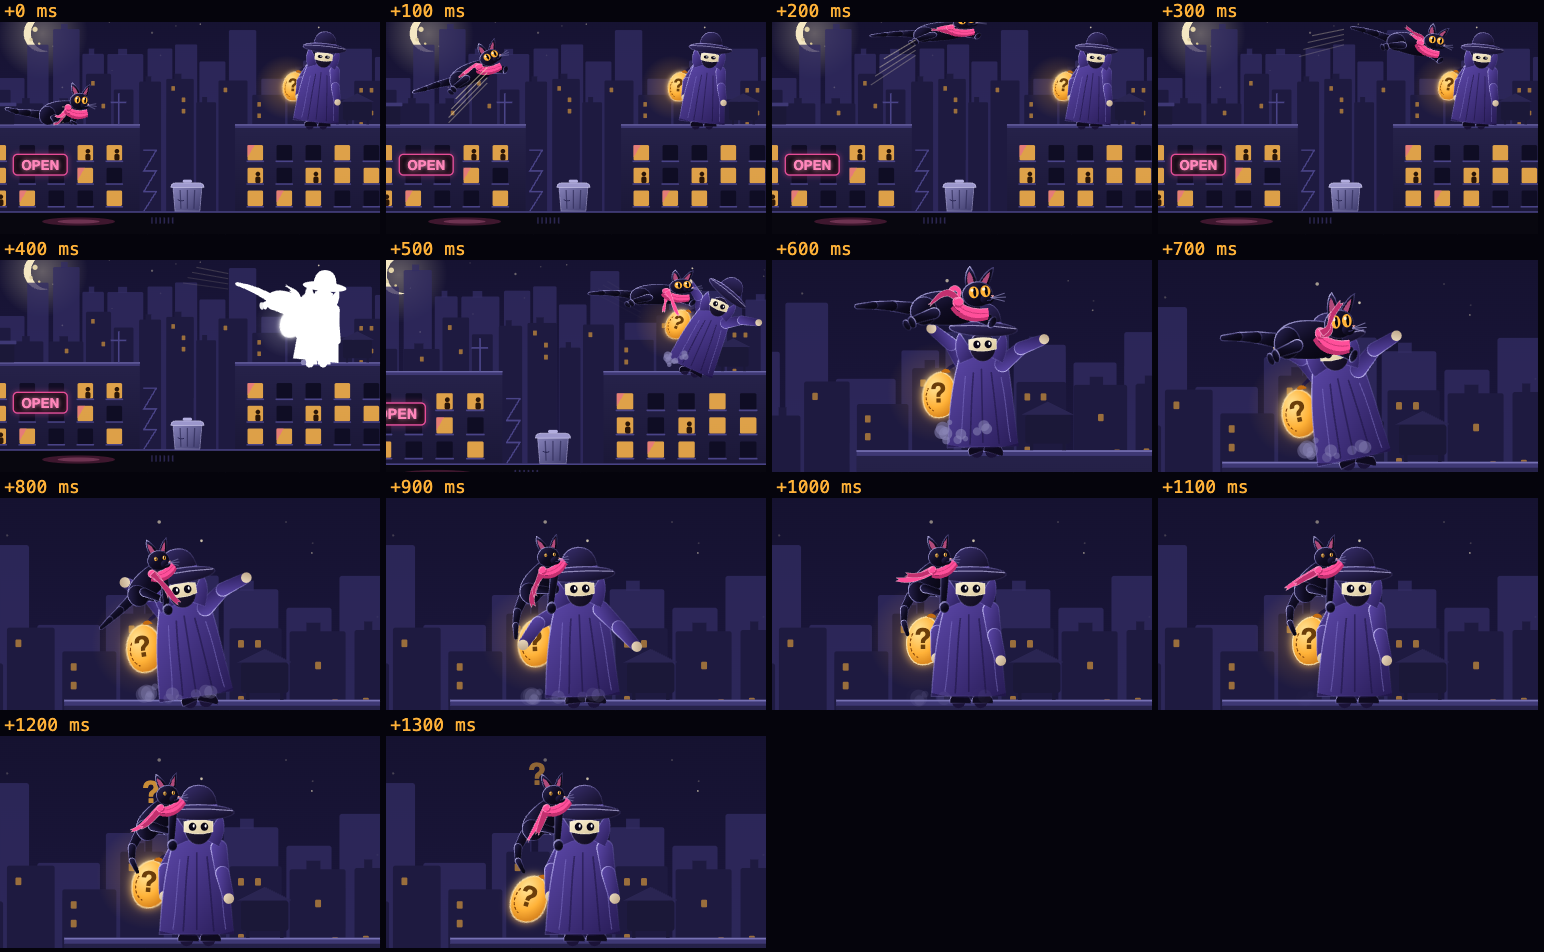 +0 ms
+100 ms
+200 ms
+300 ms
?
?
?
?
OPEN
OPEN
OPEN
OPEN
+400 ms
+500 ms
+600 ms
+700 ms
?
?
?
OPEN
OPEN
+800 ms
+900 ms
+1000 ms
+1100 ms
?
?
?
?
+1200 ms
+1300 ms
?
?
?
?